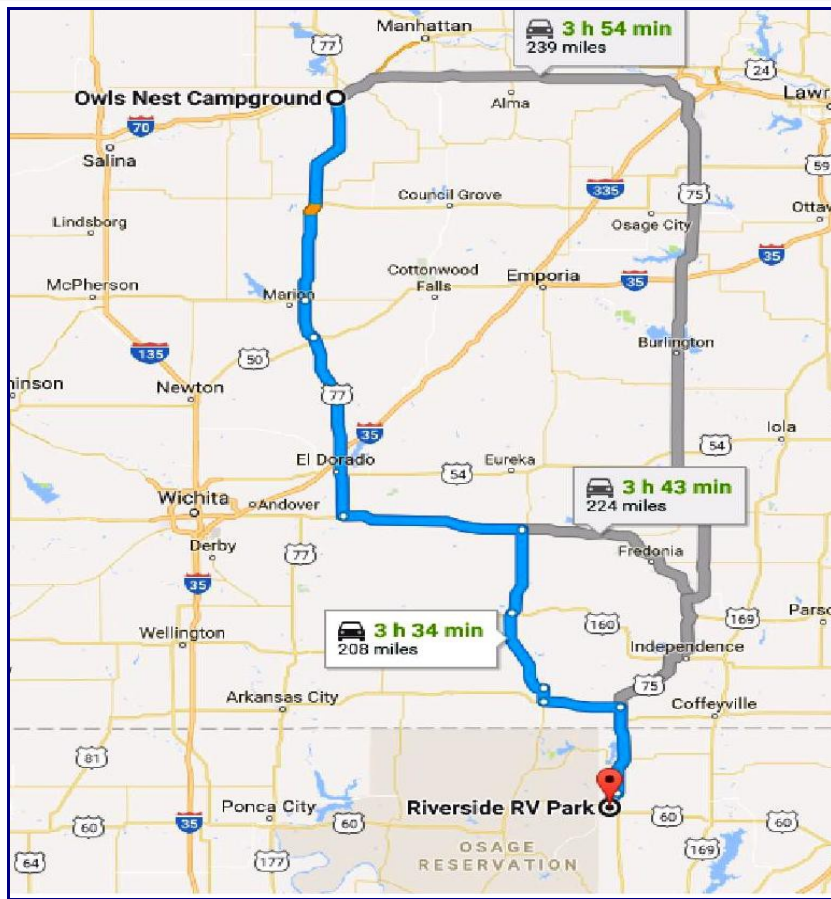 3 h 54 min
239 miles
77
Manhattan
24
Owls Nest Campground
Alma
Lawr
70
Salina
59
335
75
Council Grove
Lindsborg
Osage City
Ottaw
35
McPherson
Cottonwood
Falls
Emporia
35
Marion
135
50
Burlington
hinson
Newton
77
Iola
35
54
El Dorado
54
Eureka
3 h 43 min
224 miles
Wichita
Andover
Derby
77
Fredonia
35
3 h 34 min
208 miles
160
169
Parso
Wellington
Independence
75
Arkansas City
Coffeyville
81
Ponca City
Riverside RV Park
60
35
60
60
60
OSAGE
RESERVATION
64
177
169